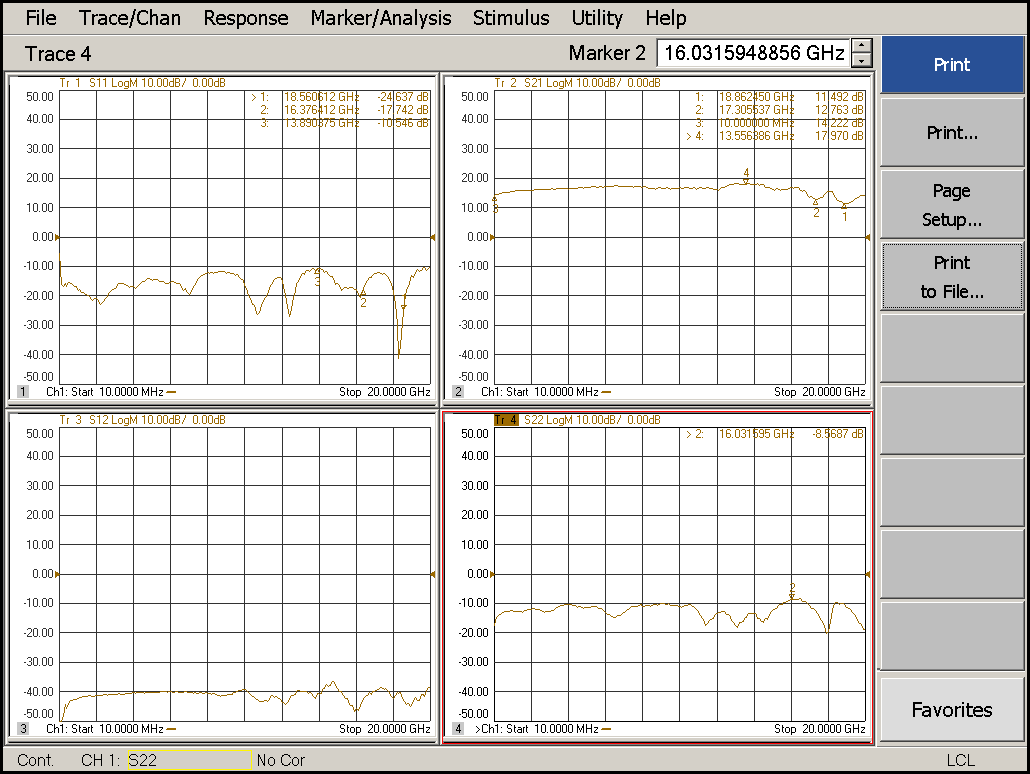 File Trace/Chan Response Marker/Analysis Stimulus Utility Help
Trace 4 Marker 2 16.0315948856 GHz
Print
Print...
Page
Setup...
Print
to File...
Favorites
Tr 1 S11 LogM 10.00dB/ 0.00dB
50.00
40.00
30.00
20.00
10.00
0.00
-10.00
-20.00
-30.00
-40.00
-50.00
> 1: 18.560612 GHz -24.637 dB
2: 16.376412 GHz -17.742 dB
3: 13.890375 GHz -10.546 dB
3
2
1 Ch1: Start 10.0000 MHz Stop 20.0000 GHz
Tr 2 S21 LogM 10.00dB/ 0.00dB
50.00
40.00
30.00
20.00
10.00
0.00
-10.00
-20.00
-30.00
-40.00
-50.00
1: 18.862450 GHz 11.492 dB
2: 17.305537 GHz 12.763 dB
3: 10.000000 MHz 14.222 dB
> 4: 13.556386 GHz 17.970 dB
4
3
2
1
2 Ch1: Start 10.0000 MHz Stop 20.0000 GHz
Tr 3 S12 LogM 10.00dB/ 0.00dB
50.00
40.00
30.00
20.00
10.00
0.00
-10.00
-20.00
-30.00
-40.00
-50.00
3 Ch1: Start 10.0000 MHz Stop 20.0000 GHz
Tr 4 S22 LogM 10.00dB/ 0.00dB
50.00
40.00
30.00
20.00
10.00
0.00
-10.00
-20.00
-30.00
-40.00
-50.00
> 2: 16.031595 GHz -8.5687 dB
2
4 >Ch1: Start 10.0000 MHz Stop 20.0000 GHz
Cont. CH 1: S22 No Cor LCL